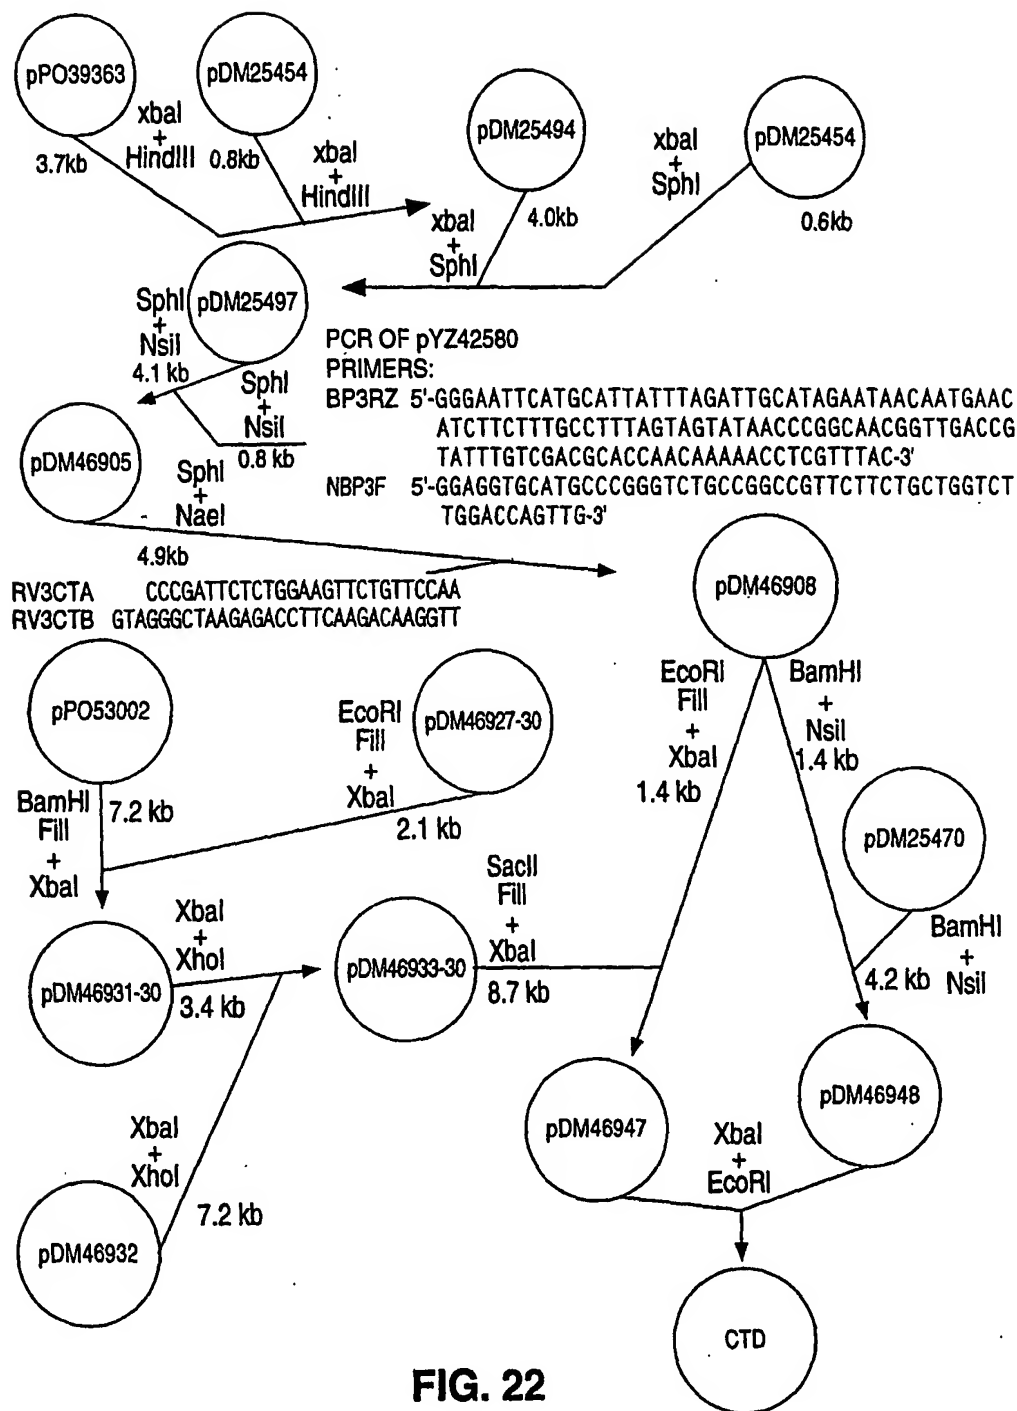 pPO39363
pDM25454
xbaI
+
HindIII
3.7kb
0.8kb
xbaI
+
HindIII
pDM25494
xbaI
+
SphI
pDM25454
4.0kb
0.6kb
xbaI
+
SphI
SphI
+
NsiI
pDM25497
4.1 kb
SphI
+
NsiI
0.8 kb
PCR OF pYZ42580
PRIMERS:
BP3RZ 5'-GGGAATTCATGCATTATTTAGATTGCATAGAATAACAATGAAC
ATCTTCTTTGCCTTTAGTAGTATAACCCGGCAACGGTTGACCG
TATTTGTCGACGCACCAACAAAAACCTCGTTTAC-3'
NBP3F 5'-GGAGGTGCATGCCCGGGTCTGCCGGCCGTTCTTCTGCTGGTCT
TGGACCAGTTG-3'
pDM46905
SphI
+
NaeI
4.9kb
RV3CTA CCCGATTCTCTGGAAGTTCTGTTCCAA
RV3CTB GTAGGGCTAAGAGACCTTCAAGACAAGGTT
pDM46908
pPO53002
EcoRI
Fill
+
XbaI
pDM46927-30
EcoRI
Fill
+
XbaI
1.4 kb
BamHI
+
NsiI
1.4 kb
BamHI
Fill
+
XbaI
7.2 kb
2.1 kb
pDM25470
SacII
Fill
+
XbaI
8.7 kb
BamHI
+
NsiI
4.2 kb
XbaI
+
XhoI
pDM46931-30
3.4 kb
pDM46933-30
pDM46947
pDM46948
XbaI
+
EcoRI
XbaI
+
XhoI
7.2 kb
pDM46932
CTD
FIG. 22